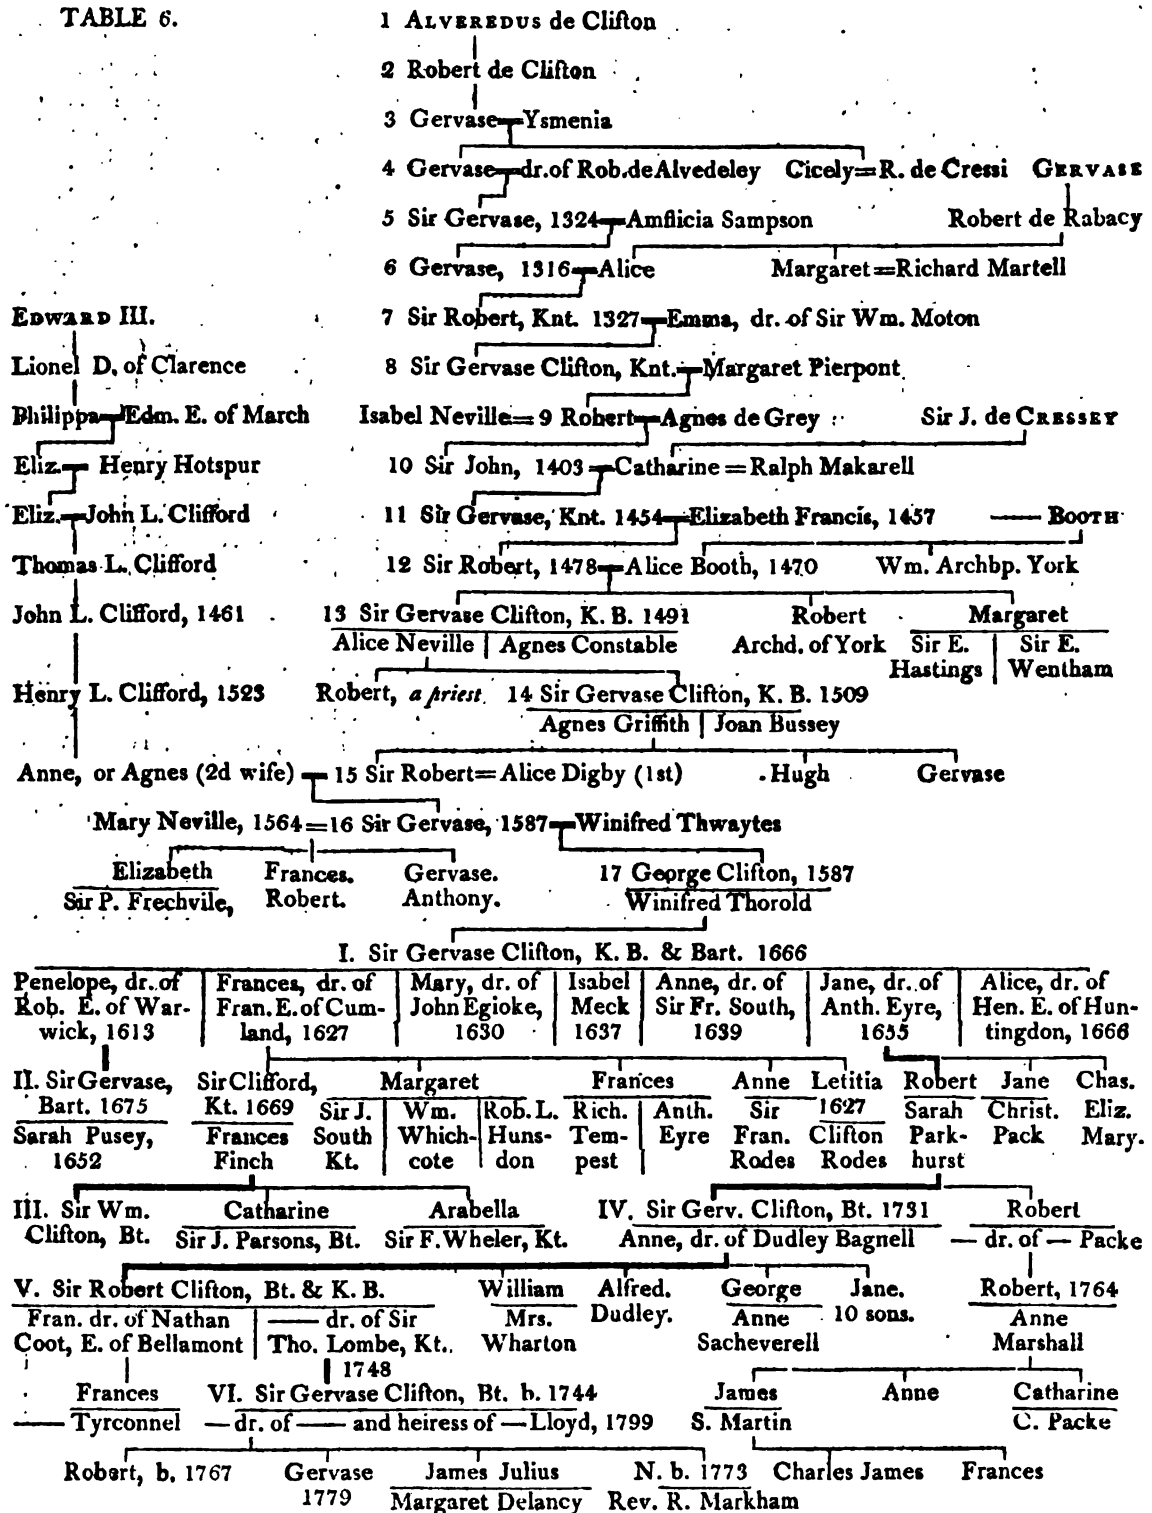 TABLE 6.
1 ALVEREDUS de Clifton
2 Robert de Clifton
3 Gervase Ysmenia
4 Gervase dr. of Rob. de Alvedeley Cicely = R. de Cressi GERVASE
5 Sir Gervase, 1324 Amflicia Sampson Robert de Rabacy
6 Gervase, 1316 Alice Margaret = Richard Martell
EDWARD III. 7 Sir Robert, Knt. 1327 Emma, dr. of Sir Wm. Moton
Lionel D. of Clarence 8 Sir Gervase Clifton, Knt. Margaret Pierpont
Philippa Edm. E. of March Isabel Neville = 9 Robert Agnes de Grey Sir J. de CRESSEY
Eliz. Henry Hotspur 10 Sir John, 1403 Catharine = Ralph Makarell
Eliz. John L. Clifford 11 Sir Gervase, Knt. 1454 Elizabeth Francis, 1457 —— BOOTH
Thomas L. Clifford 12 Sir Robert, 1478 Alice Booth, 1470 Wm. Archbp. York
John L. Clifford, 1461 13 Sir Gervase Clifton, K. B. 1491 Robert Margaret
Alice Neville | Agnes Constable Archd. of York Sir E. | Sir E.
Hastings | Wentham
Henry L. Clifford, 1523 Robert, a priest. 14 Sir Gervase Clifton, K. B. 1509
Agnes Griffith | Joan Bussey
Anne, or Agnes (2d wife) 15 Sir Robert = Alice Digby (1st) Hugh Gervase
Mary Neville, 1564 = 16 Sir Gervase, 1587 Winifred Thwaytes
Elizabeth Frances. Gervase. 17 George Clifton, 1587
Sir P. Frechvile, Robert. Anthony. Winifred Thorold
I. Sir Gervase Clifton, K. B. & Bart. 1666
Penelope, dr. of | Frances, dr. of | Mary, dr. of | Isabel | Anne, dr. of | Jane, dr. of | Alice, dr. of
Rob. E. of War- | Fran. E. of Cum- | John Egioke, | Meck | Sir Fr. South, | Anth. Eyre, | Hen. E. of Hun-
wick, 1613 | land, 1627 | 1630 | 1637 | 1639 | 1655 | tingdon, 1666
II. Sir Gervase, Sir Clifford, Margaret Frances Anne Letitia Robert Jane Chas.
Bart. 1675 Kt. 1669 Sir J. | Wm. | Rob. L. Rich. | Anth. Sir 1627 Sarah Christ. Eliz.
Sarah Pusey, Frances South | Which- | Huns- Tem- | Eyre Fran. Clifton Park- Pack Mary.
1652 Finch Kt. | cote | don pest | Rodes Rodes hurst
III. Sir Wm. Catharine Arabella IV. Sir Gerv. Clifton, Bt. 1731 Robert
Clifton, Bt. Sir J. Parsons, Bt. Sir F. Wheler, Kt. Anne, dr. of Dudley Bagnell — dr. of — Packe
V. Sir Robert Clifton, Bt. & K. B. William Alfred. George Jane. Robert, 1764
Fran. dr. of Nathan | —— dr. of Sir Mrs. Dudley. Anne 10 sons. Anne
Coot, E. of Bellamont | Tho. Lombe, Kt. Wharton Sacheverell Marshall
1748
Frances VI. Sir Gervase Clifton, Bt. b. 1744 James Anne Catharine
—— Tyrconnel — dr. of —— and heiress of — Lloyd, 1799 S. Martin C. Packe
Robert, b. 1767 Gervase James Julius N. b. 1773 Charles James Frances
1779 Margaret Delancy Rev. R. Markham